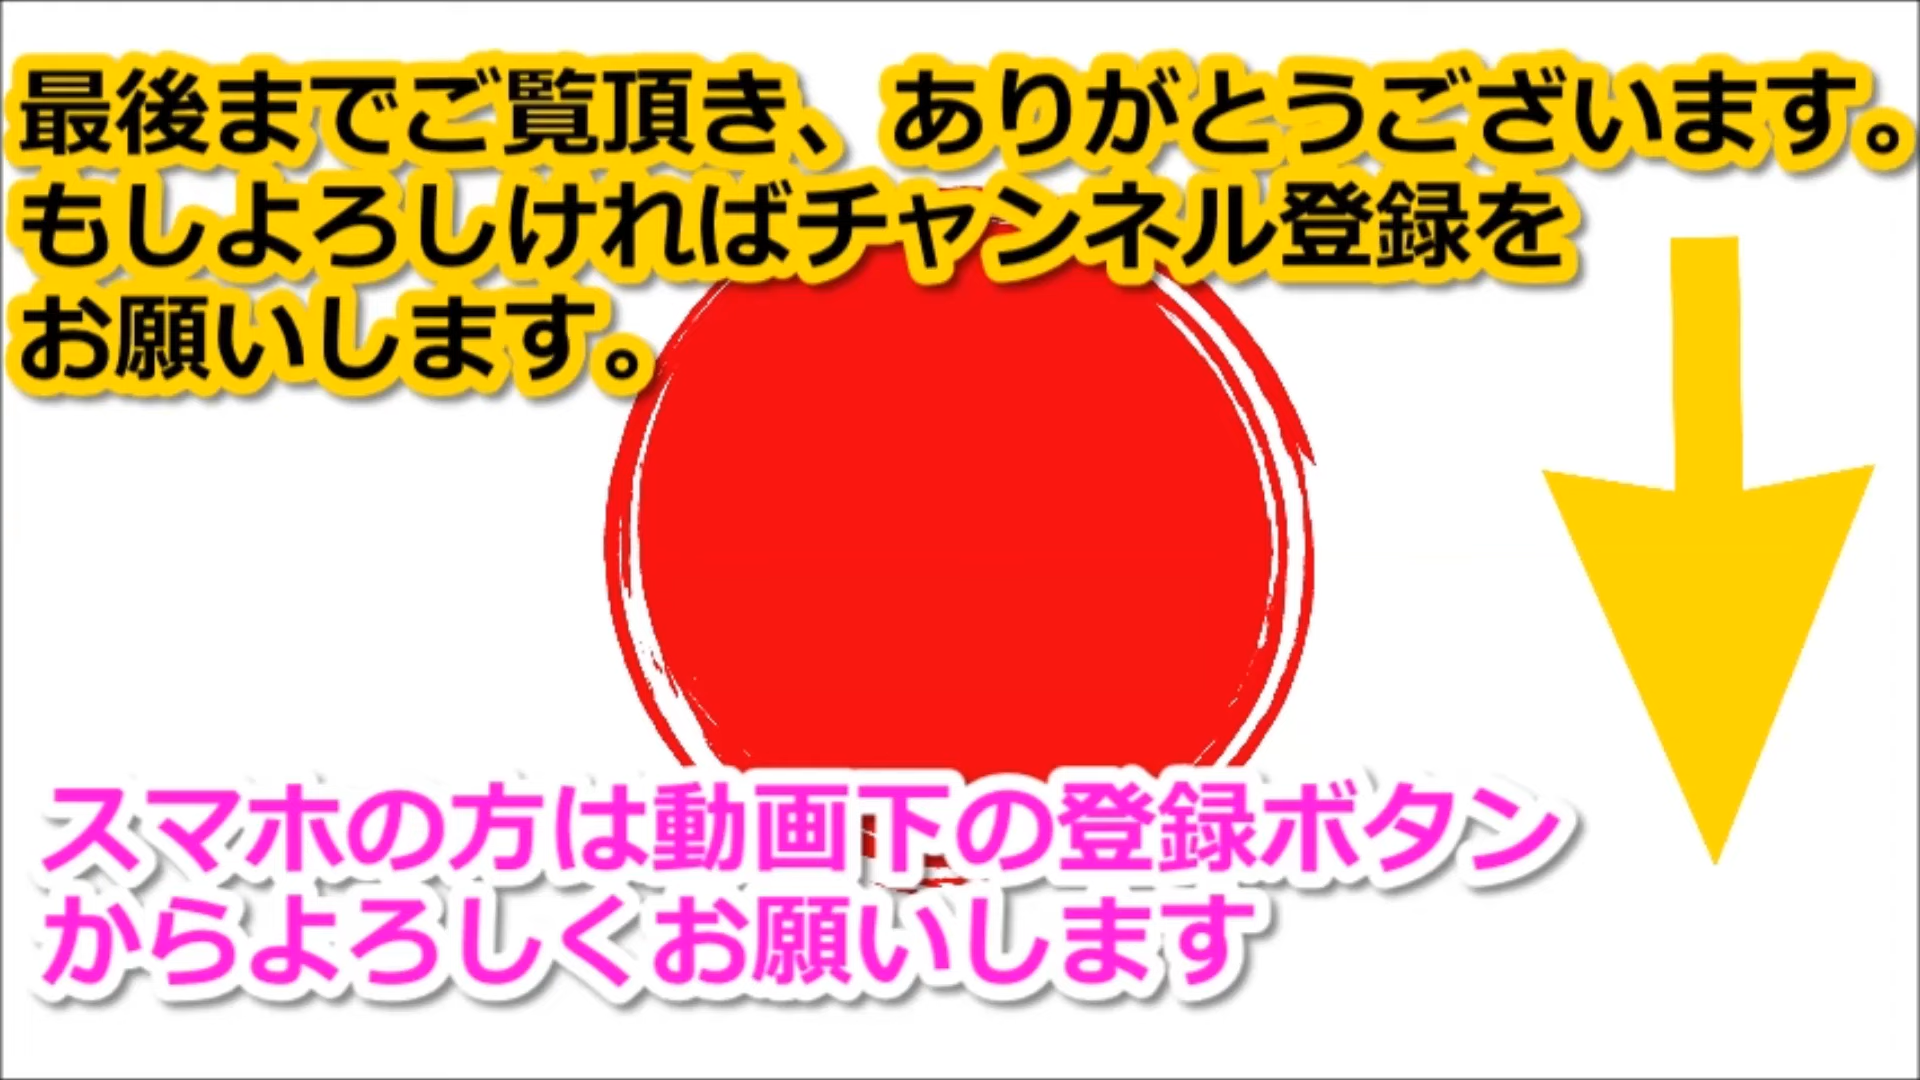 最後までご覧頂き、ありがとうございます。
もしよろしければチャンネル登録を
お願いします。
スマホの方は動画下の登録ボタン
からよろしくお願いします